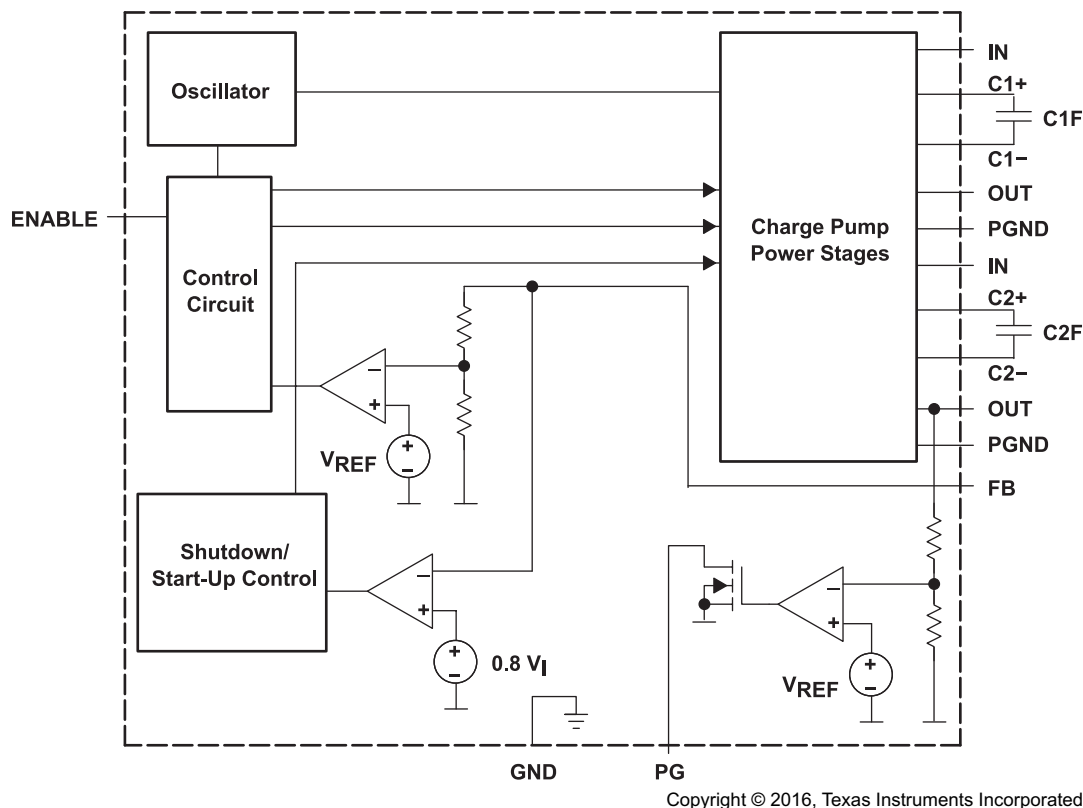 Oscillator
ENABLE
Control
Circuit
Charge Pump
Power Stages
IN
C1+
C1F
C1−
OUT
PGND
IN
C2+
C2F
C2−
OUT
PGND
FB
−
+
+
−
VREF
Shutdown/
Start-Up Control
−
+
+
−
0.8 VI
−
+
+
−
VREF
GND
PG
Copyright © 2016, Texas Instruments Incorporated